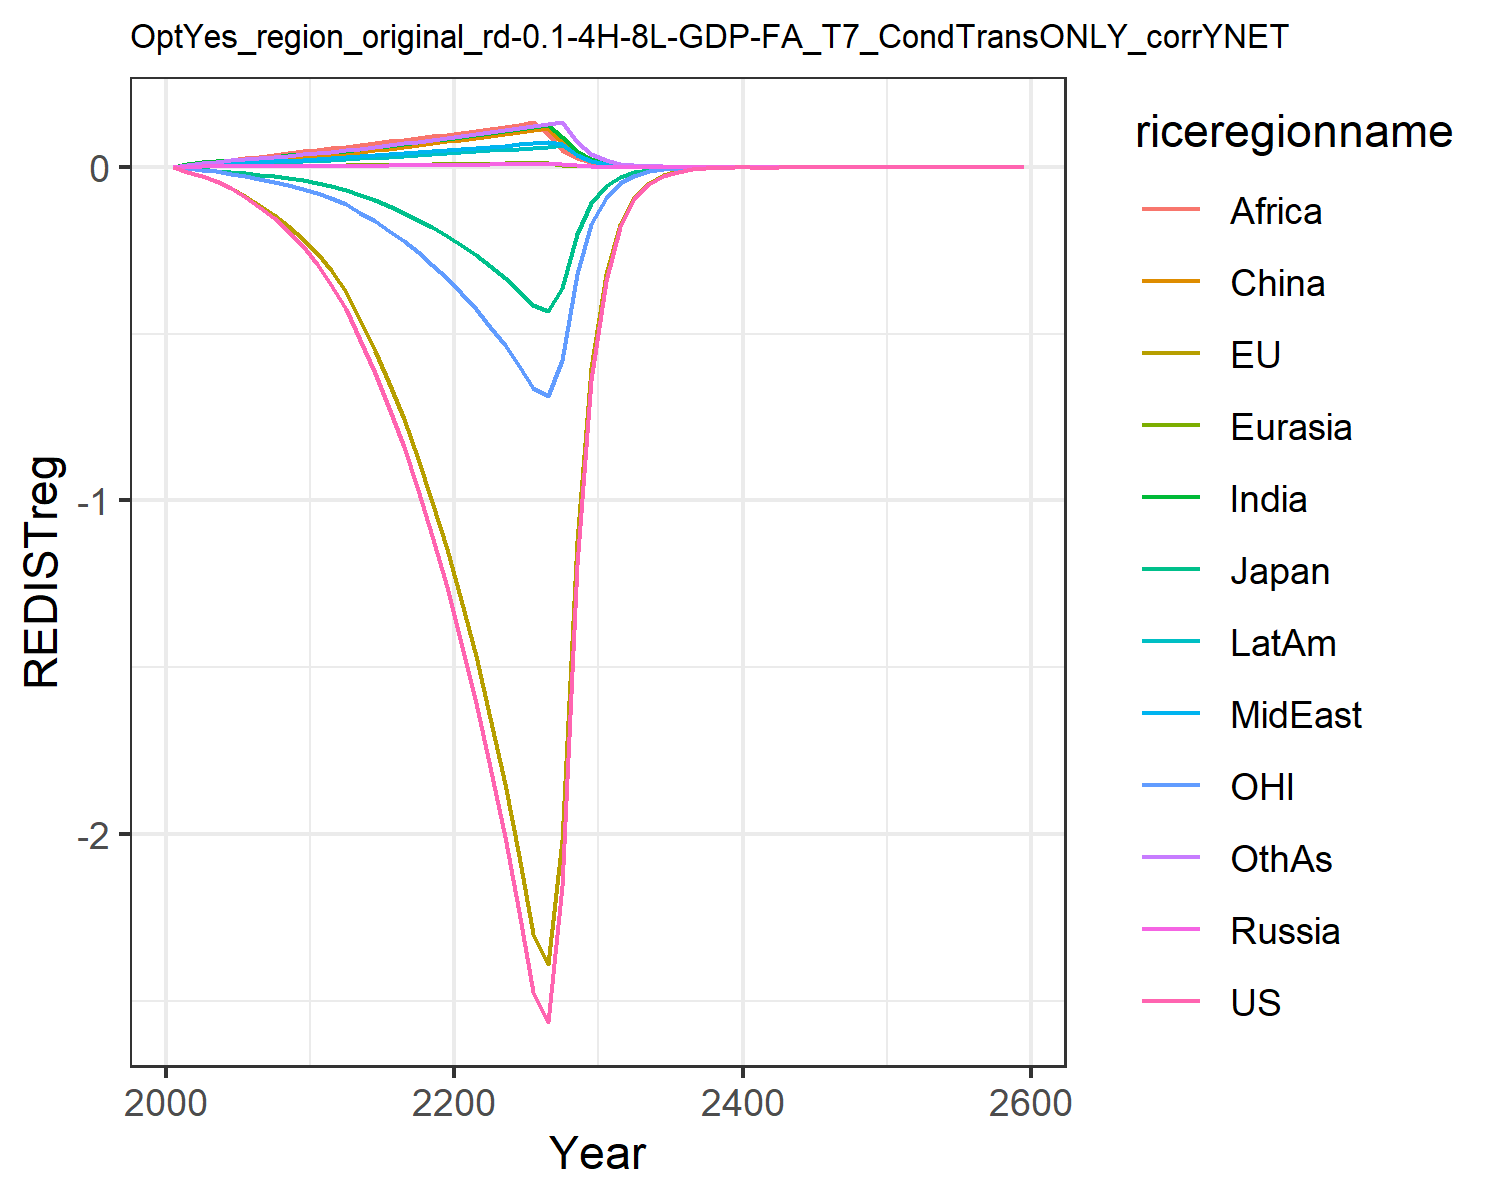 OptYes_region_original_rd-0.1-4H-8L-GDP-FA_T7_CondTransONLY_corrYNET
REDISTreg
0
-1
-2
2000
2200
2400
2600
Year
riceregionname
Africa
China
EU
Eurasia
India
Japan
LatAm
MidEast
OHI
OthAs
Russia
US